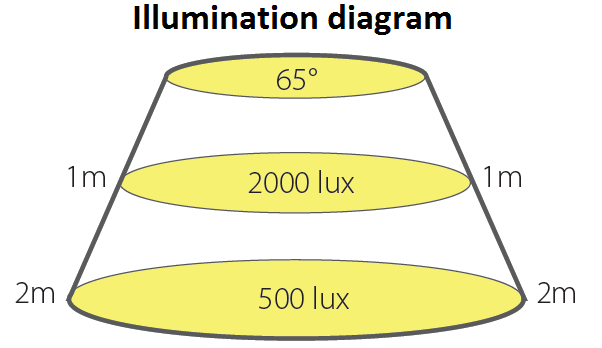 Illumination diagram
65°
1m 2000 lux 1m
2m 500 lux 2m